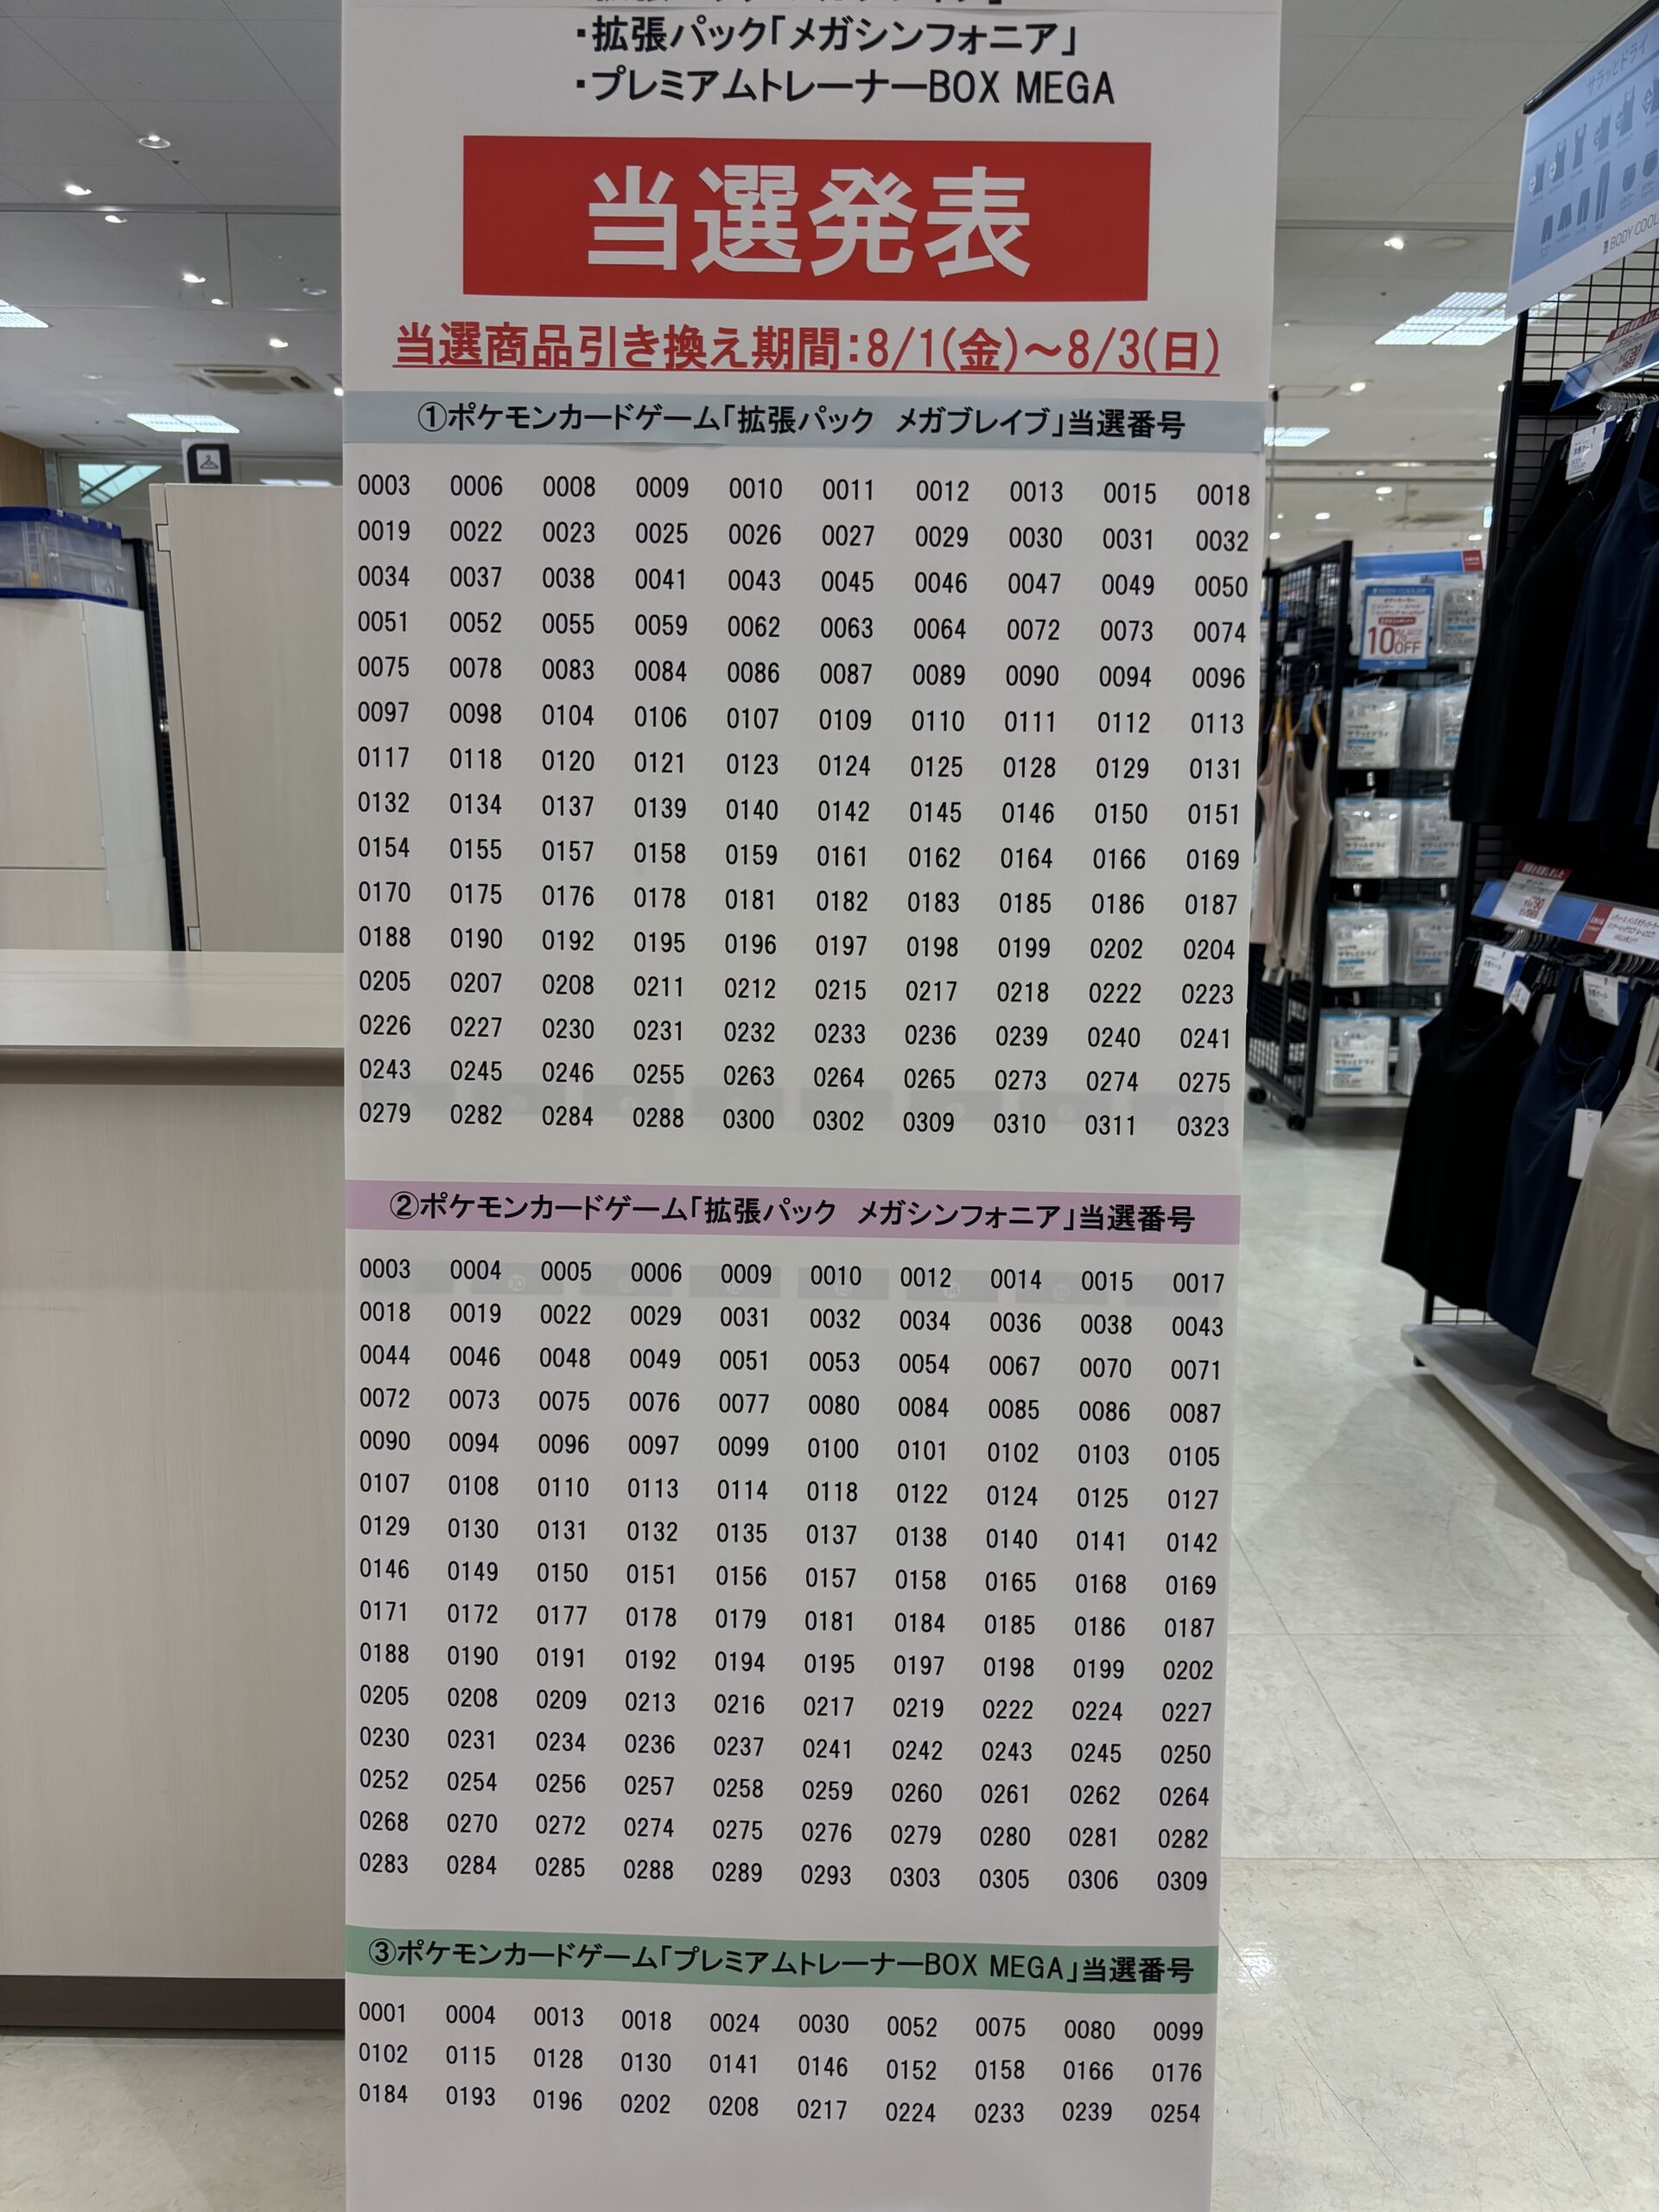 ・拡張パック「メガシンフォニア」
・プレミアムトレーナーBOX MEGA
当選発表
当選商品引き換え期間:8/1(金)～8/3(日)
①ポケモンカードゲーム「拡張パック メガブレイブ」当選番号
0003 0006 0008 0009 0010 0011 0012 0013 0015 0018
0019 0022 0023 0025 0026 0027 0029 0030 0031 0032
0034 0037 0038 0041 0043 0045 0046 0047 0049 0050
0051 0052 0055 0059 0062 0063 0064 0072 0073 0074
0075 0078 0083 0084 0086 0087 0089 0090 0094 0096
0097 0098 0104 0106 0107 0109 0110 0111 0112 0113
0117 0118 0120 0121 0123 0124 0125 0128 0129 0131
0132 0134 0137 0139 0140 0142 0145 0146 0150 0151
0154 0155 0157 0158 0159 0161 0162 0164 0166 0169
0170 0175 0176 0178 0181 0182 0183 0185 0186 0187
0188 0190 0192 0195 0196 0197 0198 0199 0202 0204
0205 0207 0208 0211 0212 0215 0217 0218 0222 0223
0226 0227 0230 0231 0232 0233 0236 0239 0240 0241
0243 0245 0246 0255 0263 0264 0265 0273 0274 0275
0279 0282 0284 0288 0300 0302 0309 0310 0311 0323
②ポケモンカードゲーム「拡張パック メガシンフォニア」当選番号
0003 0004 0005 0006 0009 0010 0012 0014 0015 0017
0018 0019 0022 0029 0031 0032 0034 0036 0038 0043
0044 0046 0048 0049 0051 0053 0054 0067 0070 0071
0072 0073 0075 0076 0077 0080 0084 0085 0086 0087
0090 0094 0096 0097 0099 0100 0101 0102 0103 0105
0107 0108 0110 0113 0114 0118 0122 0124 0125 0127
0129 0130 0131 0132 0135 0137 0138 0140 0141 0142
0146 0149 0150 0151 0156 0157 0158 0165 0168 0169
0171 0172 0177 0178 0179 0181 0184 0185 0186 0187
0188 0190 0191 0192 0194 0195 0197 0198 0199 0202
0205 0208 0209 0213 0216 0217 0219 0222 0224 0227
0230 0231 0234 0236 0237 0241 0242 0243 0245 0250
0252 0254 0256 0257 0258 0259 0260 0261 0262 0264
0268 0270 0272 0274 0275 0276 0279 0280 0281 0282
0283 0284 0285 0288 0289 0293 0303 0305 0306 0309
③ポケモンカードゲーム「プレミアムトレーナーBOX MEGA」当選番号
0001 0004 0013 0018 0024 0030 0052 0075 0080 0099
0102 0115 0128 0130 0141 0146 0152 0158 0166 0176
0184 0193 0196 0202 0208 0217 0224 0233 0239 0254
サラッとドライ
BODY COOL
10%
OFF